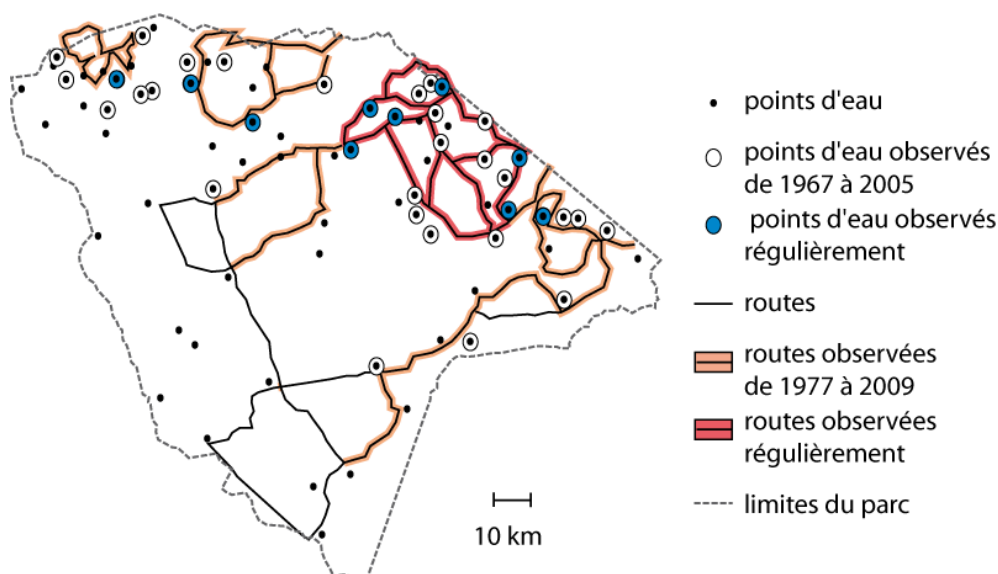 points d'eau
points d'eau observés
de 1967 à 2005
points d'eau observés
régulièrement
routes
routes observées
de 1977 à 2009
routes observées
régulièrement
limites du parc
10 km